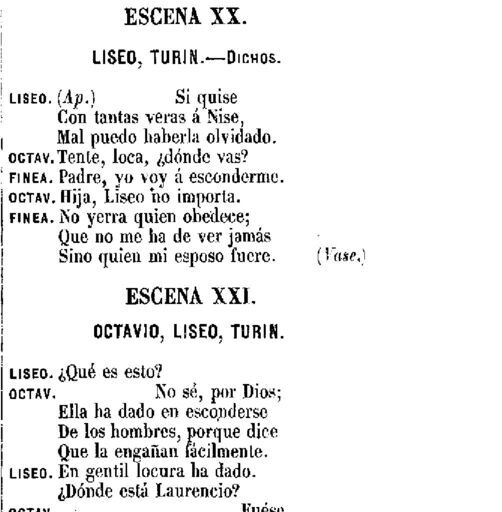 ESCENA XX.
LISEO, TURIN.—DICHOS.
LISEO. (Ap.) Si quise
Con tantas veras á Nise,
Mal puedo haberla olvidado.
OCTAV. Tente, loca, ¿dónde vas?
FINEA. Padre, yo voy á esconderme.
OCTAV. Hija, Liseo no importa.
FINEA. No yerra quien obedece;
Que no me ha de ver jamás
Sino quien mi esposo fuere. (Vase.)
ESCENA XXI.
OCTAVIO, LISEO, TURIN.
LISEO. ¿Qué es esto?
OCTAV. No sé, por Dios;
Ella ha dado en esconderse
De los hombres, porque dice
Que la engañan fácilmente.
LISEO. En gentil locura ha dado.
¿Dónde está Laurencio?
OCTAV. Fuése